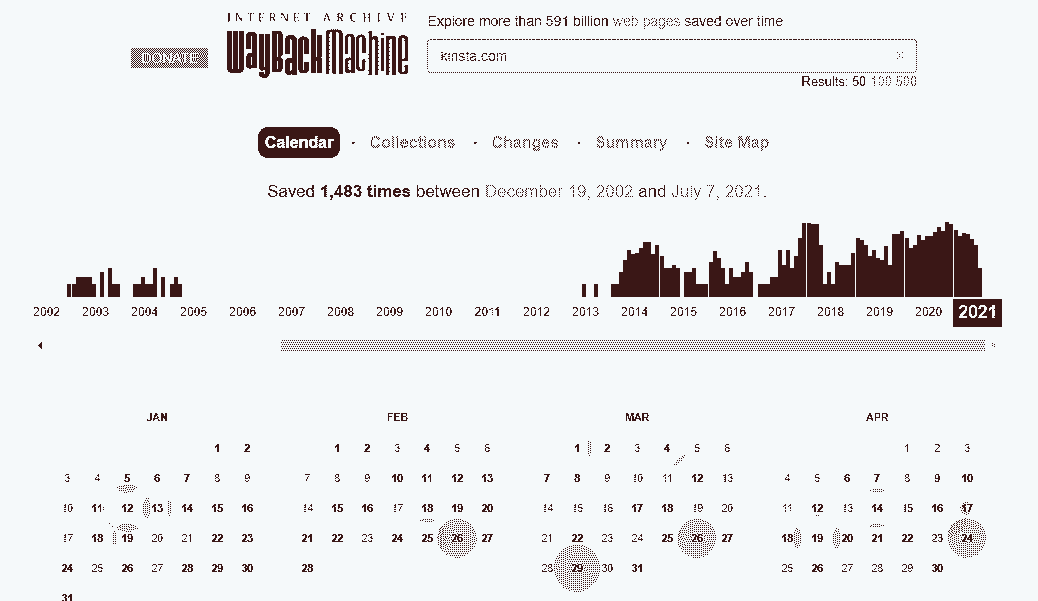 INTERNET ARCHIVE
WayBackMachine
DONATE
Explore more than 591 billion web pages saved over time
kinsta.com
×
Results: 50 100 500
Calendar · Collections · Changes · Summary · Site Map
Saved 1,483 times between December 19, 2002 and July 7, 2021.
2002 2003 2004 2005 2006 2007 2008 2009 2010 2011 2012 2013 2014 2015 2016 2017 2018 2019 2020 2021
JAN
1 2
3 4 5 6 7 8 9
10 11 12 13 14 15 16
17 18 19 20 21 22 23
24 25 26 27 28 29 30
31
FEB
1 2 3 4 5 6
7 8 9 10 11 12 13
14 15 16 17 18 19 20
21 22 23 24 25 26 27
28
MAR
1 2 3 4 5 6
7 8 9 10 11 12 13
14 15 16 17 18 19 20
21 22 23 24 25 26 27
28 29 30 31
APR
1 2 3
4 5 6 7 8 9 10
11 12 13 14 15 16 17
18 19 20 21 22 23 24
25 26 27 28 29 30